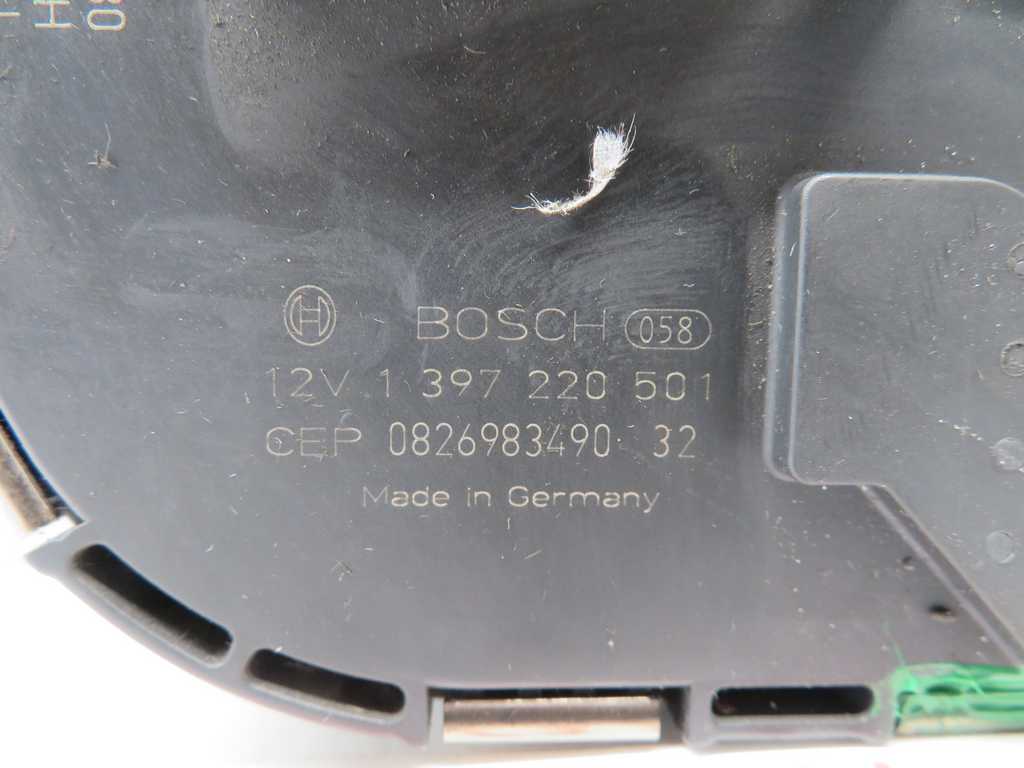 BOSCH 058
12V 1 397 220 501
CEP 0826983490 32
Made in Germany